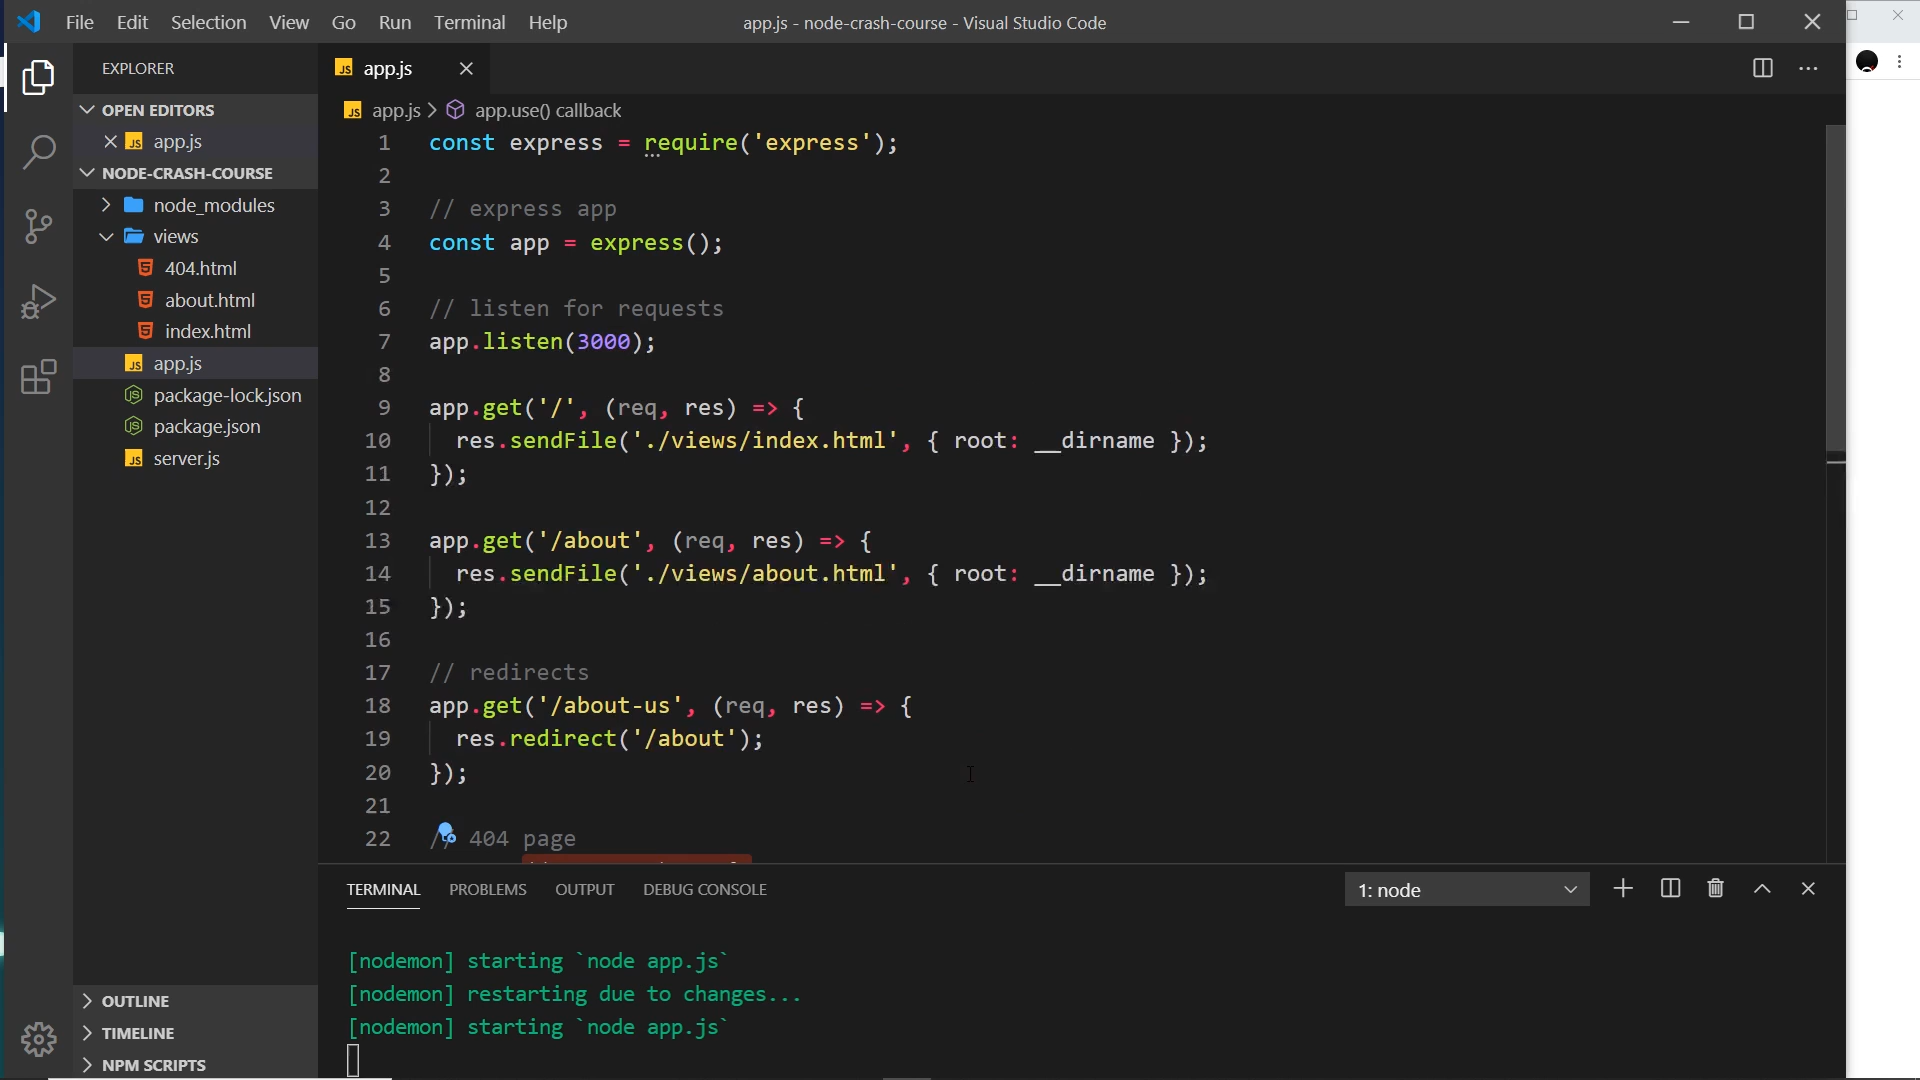 File Edit Selection View Go Run Terminal Help
app.js - node-crash-course - Visual Studio Code
EXPLORER
OPEN EDITORS
JS app.js
NODE-CRASH-COURSE
node_modules
views
404.html
about.html
index.html
JS app.js
package-lock.json
package.json
JS server.js
OUTLINE
TIMELINE
NPM SCRIPTS
JS app.js
JS app.js > app.use() callback
1 const express = require('express');
2
3 // express app
4 const app = express();
5
6 // listen for requests
7 app.listen(3000);
8
9 app.get('/', (req, res) => {
10 res.sendFile('./views/index.html', { root: __dirname });
11 });
12
13 app.get('/about', (req, res) => {
14 res.sendFile('./views/about.html', { root: __dirname });
15 });
16
17 // redirects
18 app.get('/about-us', (req, res) => {
19 res.redirect('/about');
20 });
21
22 // 404 page
TERMINAL PROBLEMS OUTPUT DEBUG CONSOLE
1: node
[nodemon] starting `node app.js`
[nodemon] restarting due to changes...
[nodemon] starting `node app.js`